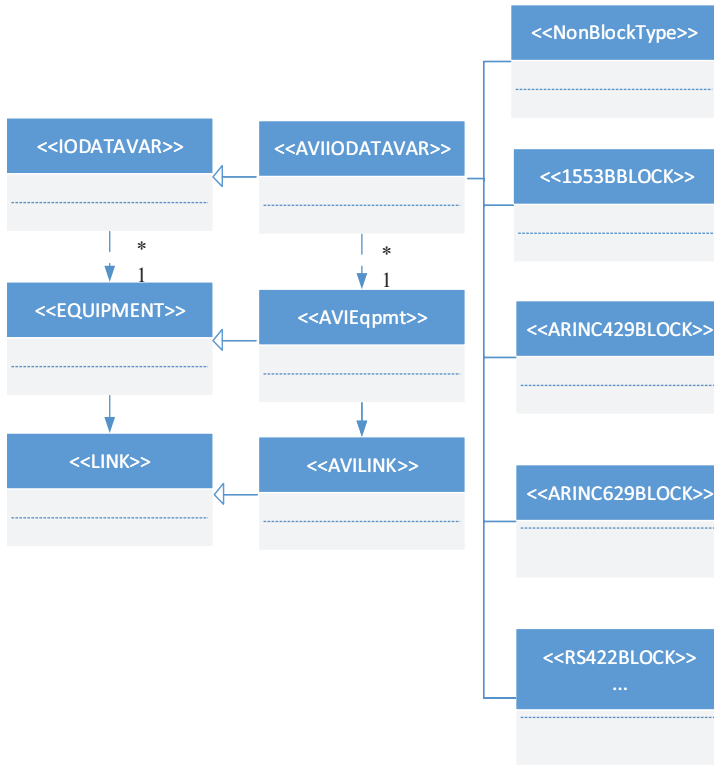 <<NonBlockType>>
<<IODATAVAR>>
<<AVIIODATAVAR>>
<<1553BBLOCK>>
*
1
*
1
<<EQUIPMENT>>
<<AVIEqpmt>>
<<ARINC429BLOCK>>
<<LINK>>
<<AVILINK>>
<<ARINC629BLOCK>>
<<RS422BLOCK>>
...